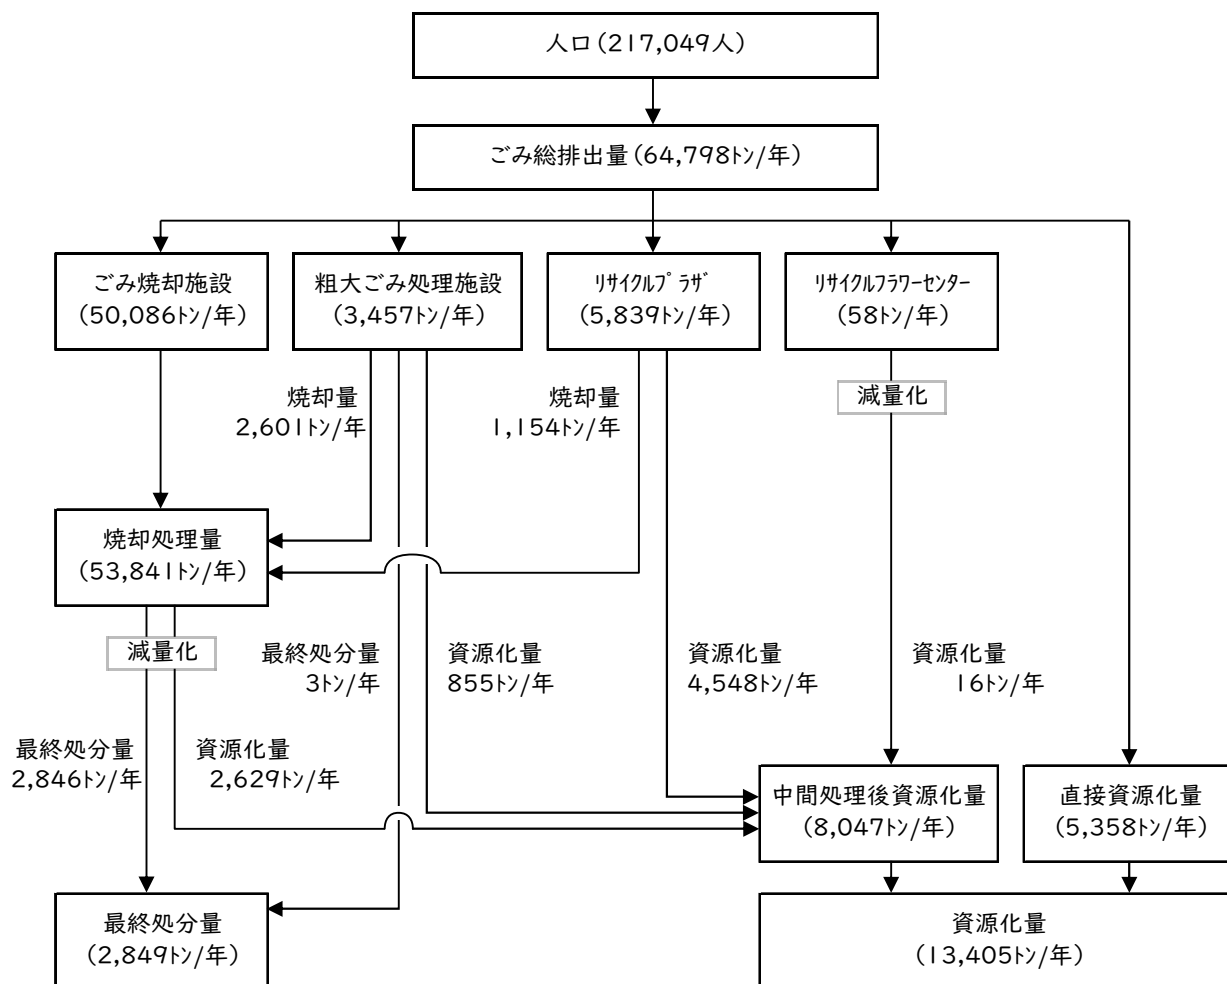 人口(217,049人)
ごみ総排出量(64,798ﾄﾝ/年)
ごみ焼却施設
(50,086ﾄﾝ/年)
粗大ごみ処理施設
(3,457ﾄﾝ/年)
ﾘｻｲｸﾙﾌﾟﾗｻﾞ
(5,839ﾄﾝ/年)
ﾘｻｲｸﾙﾌﾗﾜｰｾﾝﾀｰ
(58ﾄﾝ/年)
焼却量
2,601ﾄﾝ/年
焼却量
1,154ﾄﾝ/年
減量化
焼却処理量
(53,841ﾄﾝ/年)
減量化
最終処分量
3ﾄﾝ/年
資源化量
855ﾄﾝ/年
資源化量
4,548ﾄﾝ/年
資源化量
16ﾄﾝ/年
最終処分量
2,846ﾄﾝ/年
資源化量
2,629ﾄﾝ/年
中間処理後資源化量
(8,047ﾄﾝ/年)
直接資源化量
(5,358ﾄﾝ/年)
最終処分量
(2,849ﾄﾝ/年)
資源化量
(13,405ﾄﾝ/年)